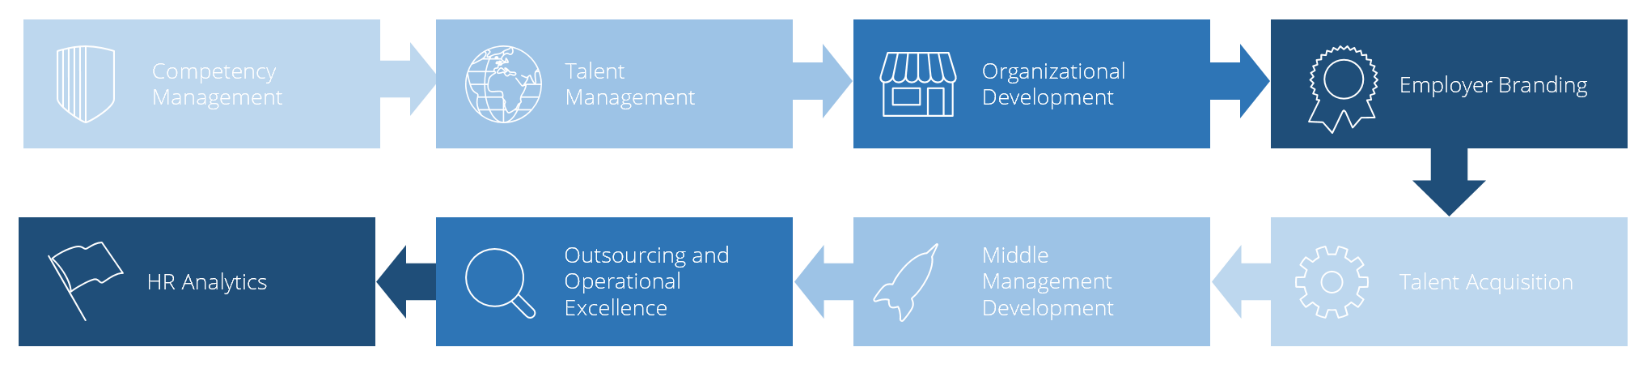 Competency
Management
Talent
Management
Organizational
Development
Employer Branding
Talent Acquisition
Middle
Management
Development
Outsourcing and
Operational
Excellence
HR Analytics